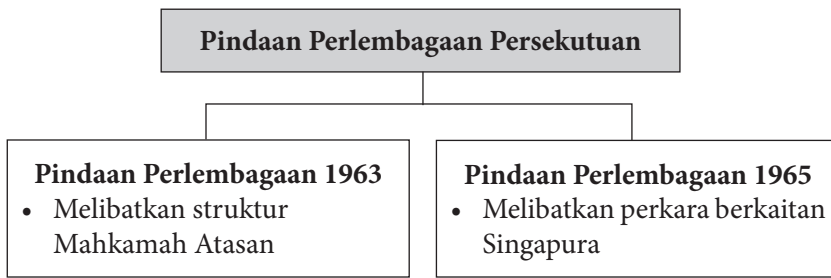 Pindaan Perlembagaan Persekutuan
Pindaan Perlembagaan 1963
• Melibatkan struktur
Mahkamah Atasan
Pindaan Perlembagaan 1965
• Melibatkan perkara berkaitan
Singapura